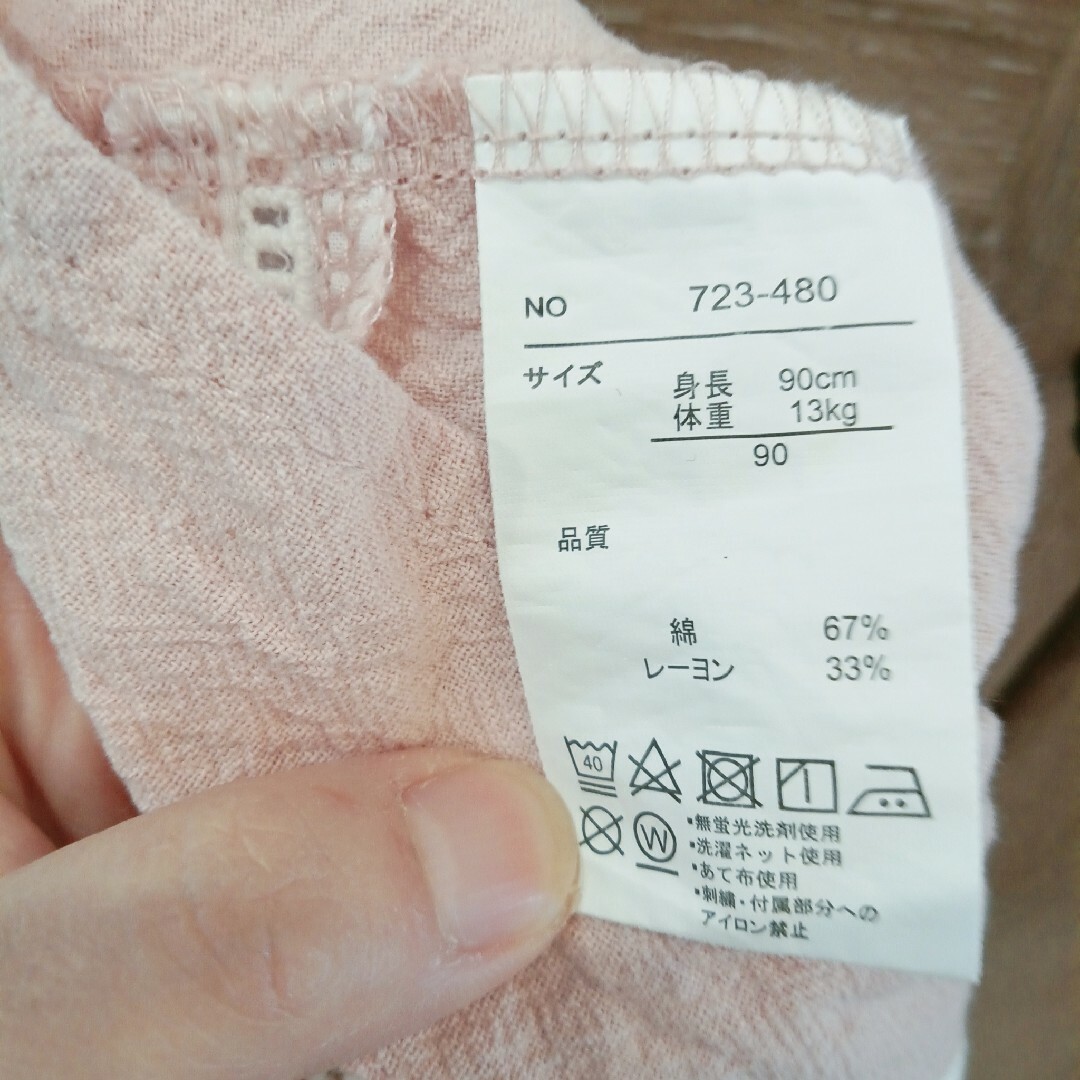 NO 723-480
サイズ 身長 90cm
体重 13kg
90
品質
綿 67%
レーヨン 33%
40
W
・無蛍光洗剤使用
・洗濯ネット使用
・あて布使用
・刺繍・付属部分への
アイロン禁止